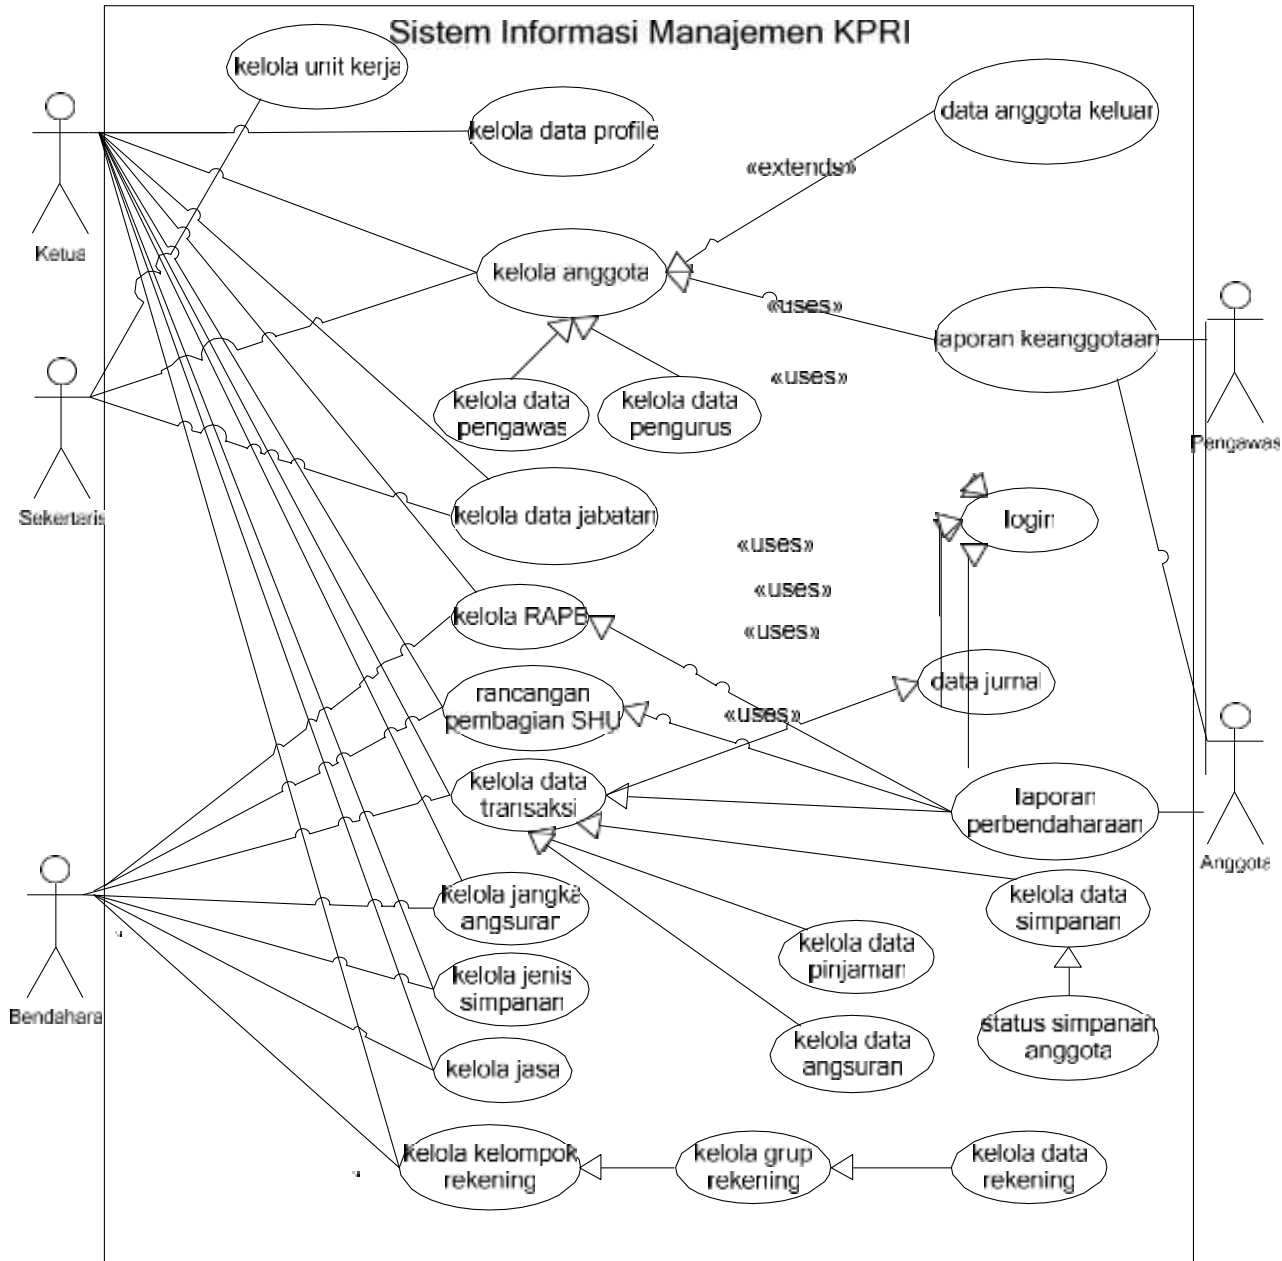 Sistem Informasi Manajemen KPRI
kelola unit kerja
kelola data profile
data anggota keluar
«extends»
Ketua
kelola anggota
«uses»
laporan keanggotaan
«uses»
kelola data
pengawas
kelola data
pengurus
Pengawas
Sekertaris
kelola data jabatan
login
«uses»
«uses»
kelola RAPB
«uses»
data jurnal
rancangan
pembagian SHU
«uses»
kelola data
transaksi
laporan
perbendaharaan
Anggota
kelola jangka
angsuran
kelola data
simpanan
kelola data
pinjaman
kelola jenis
simpanan
Bendahara
status simpanan
anggota
kelola data
angsuran
kelola jasa
kelola kelompok
rekening
kelola grup
rekening
kelola data
rekening